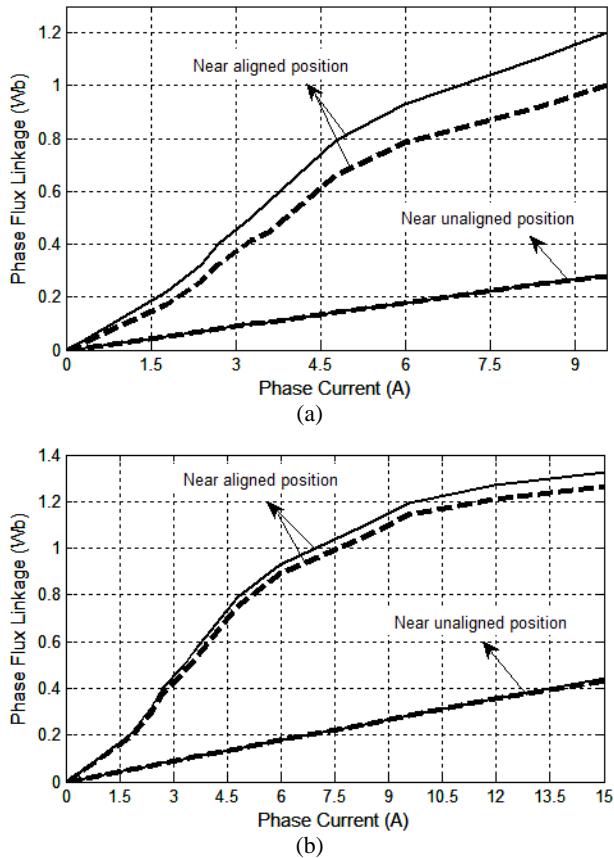 1.2
1
0.8
0.6
0.4
0.2
0
Phase Flux Linkage (Wb)
Near aligned position
Near unaligned position
0 1.5 3 4.5 6 7.5 9
Phase Current (A)
(a)
1.4
1.2
1
0.8
0.6
0.4
0.2
0
Phase Flux Linkage (Wb)
Near aligned position
Near unaligned position
0 1.5 3 4.5 6 7.5 9 10.5 12 13.5 15
Phase Current (A)
(b)